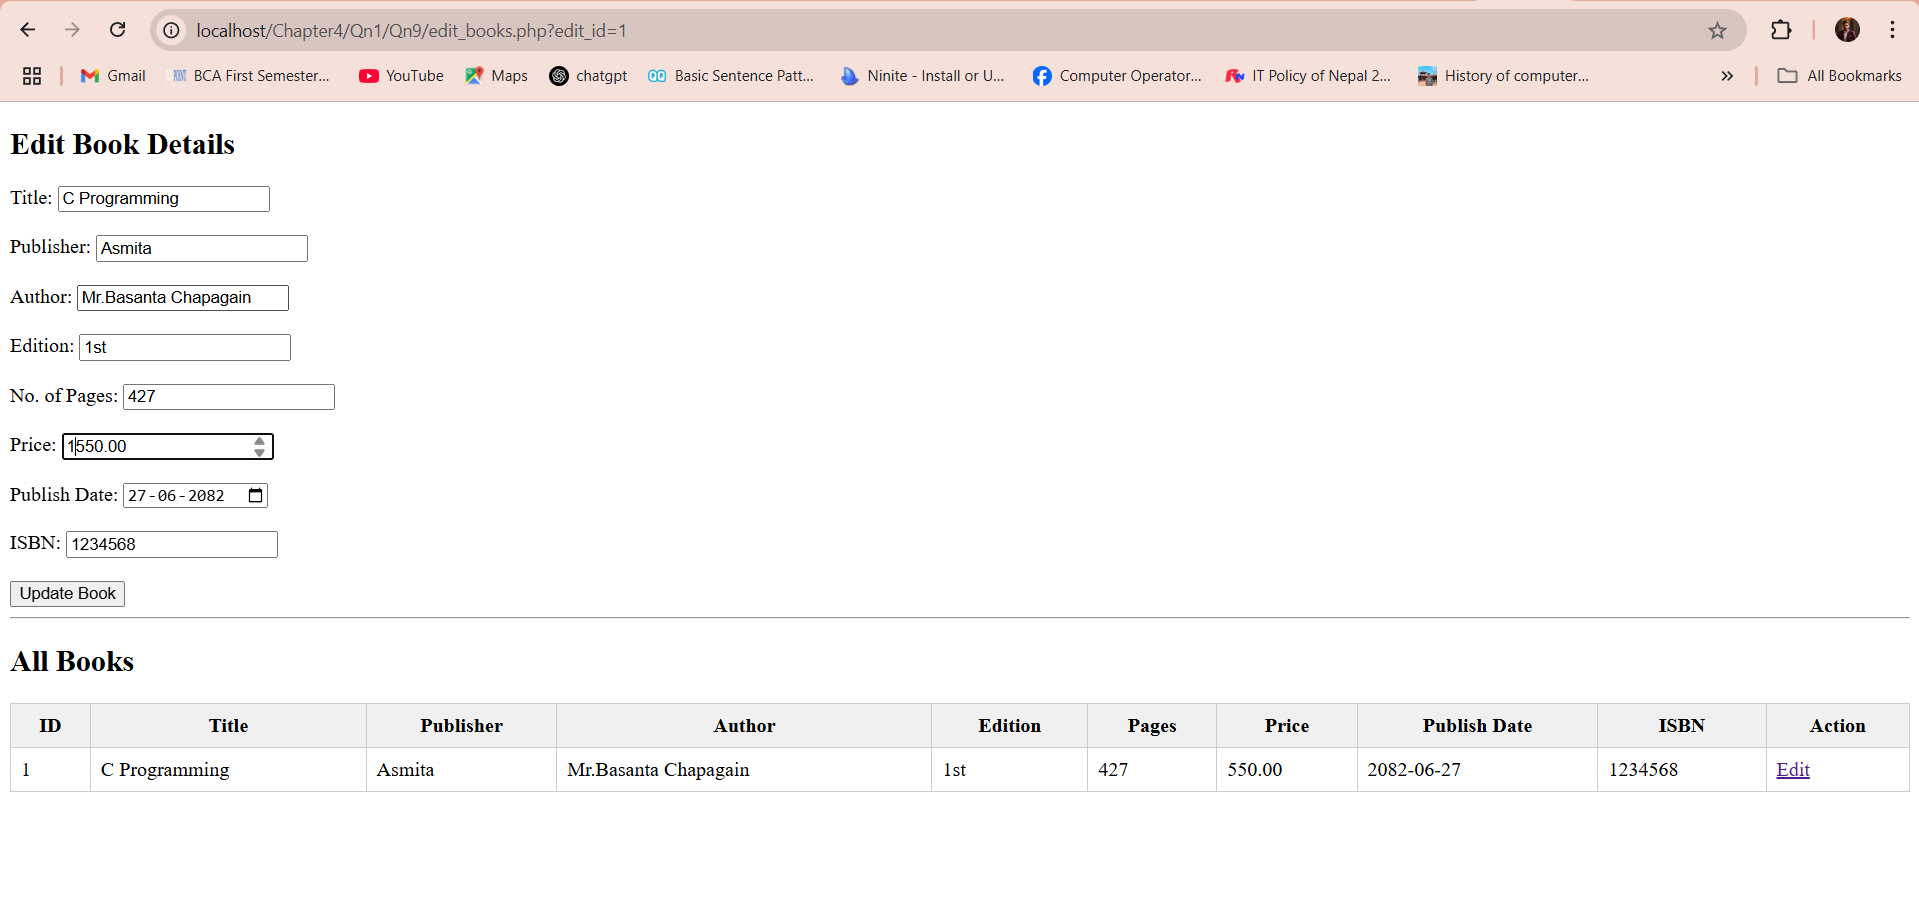 localhost/Chapter4/Qn1/Qn9/edit_books.php?edit_id=1
Gmail BCA First Semester... YouTube Maps chatgpt Basic Sentence Patt... Ninite - Install or U... Computer Operator... IT Policy of Nepal 2... History of computer... » All Bookmarks
Edit Book Details
Title: C Programming
Publisher: Asmita
Author: Mr.Basanta Chapagain
Edition: 1st
No. of Pages: 427
Price: 1550.00
Publish Date: 27-06-2082
ISBN: 1234568
Update Book
All Books
ID Title Publisher Author Edition Pages Price Publish Date ISBN Action
1 C Programming Asmita Mr.Basanta Chapagain 1st 427 550.00 2082-06-27 1234568 Edit